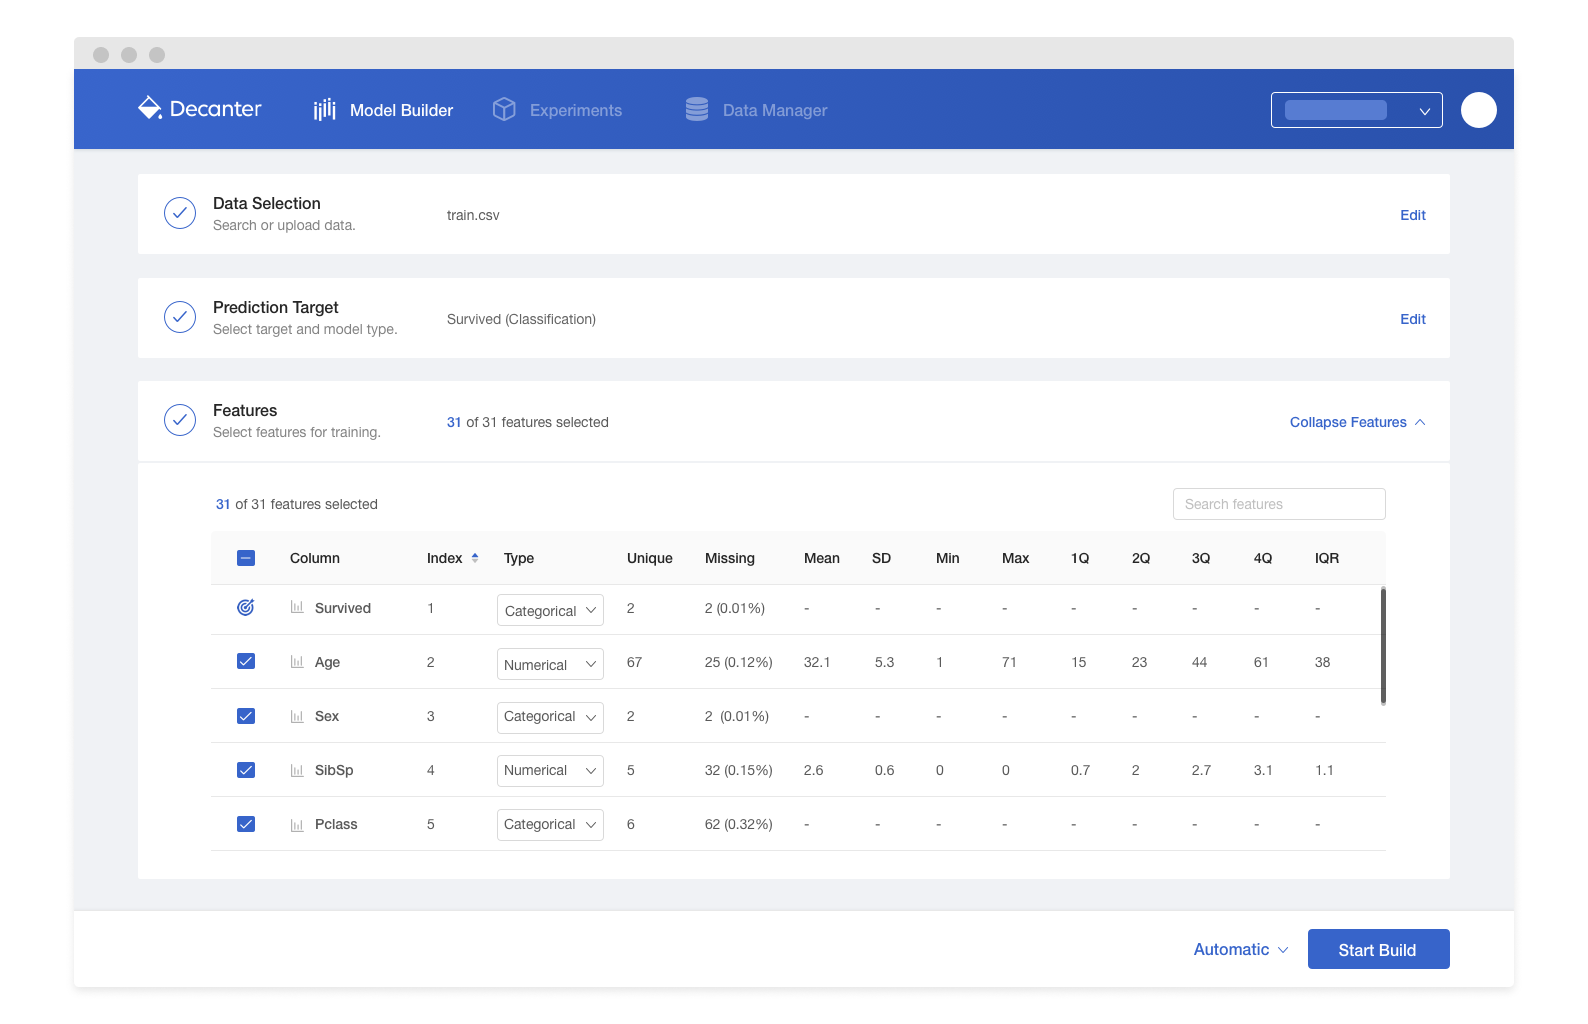 Decanter Model Builder Experiments Data Manager
Data Selection
Search or upload data.
train.csv
Edit
Prediction Target
Select target and model type.
Survived (Classification)
Edit
Features
Select features for training.
31 of 31 features selected
Collapse Features
31 of 31 features selected
Search features
Column Index Type Unique Missing Mean SD Min Max 1Q 2Q 3Q 4Q IQR
Survived 1 Categorical 2 2 (0.01%) - - - - - - - - -
Age 2 Numerical 67 25 (0.12%) 32.1 5.3 1 71 15 23 44 61 38
Sex 3 Categorical 2 2 (0.01%) - - - - - - - - -
SibSp 4 Numerical 5 32 (0.15%) 2.6 0.6 0 0 0.7 2 2.7 3.1 1.1
Pclass 5 Categorical 6 62 (0.32%) - - - - - - - - -
Automatic Start Build